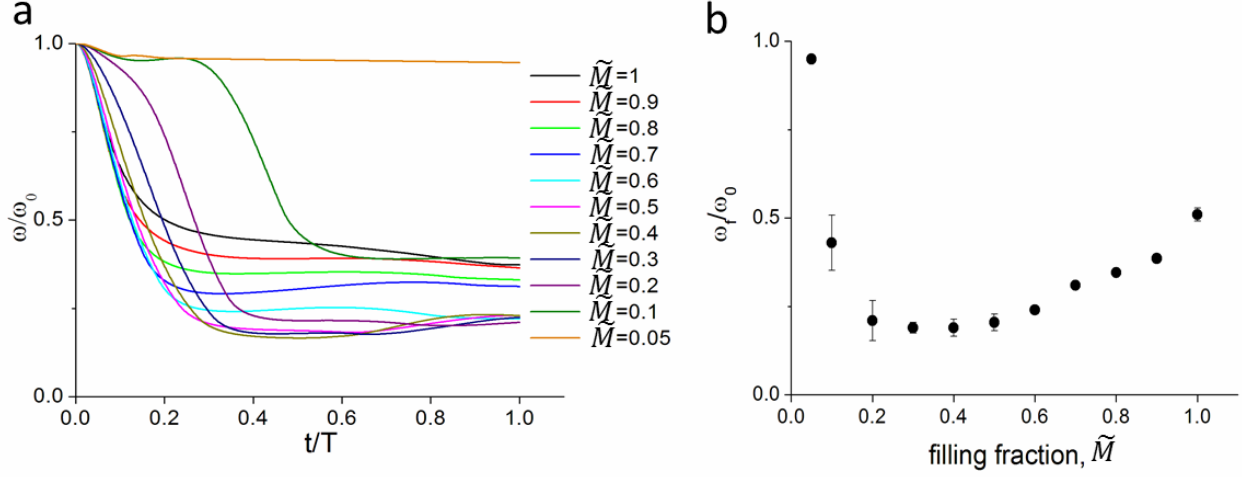 a
ω/ω₀
1.0
0.5
0.0
0.0 0.2 0.4 0.6 0.8 1.0
t/T
M̃=1
M̃=0.9
M̃=0.8
M̃=0.7
M̃=0.6
M̃=0.5
M̃=0.4
M̃=0.3
M̃=0.2
M̃=0.1
M̃=0.05
b
ω_f/ω₀
1.0
0.5
0.0
0.0 0.2 0.4 0.6 0.8 1.0
filling fraction, M̃